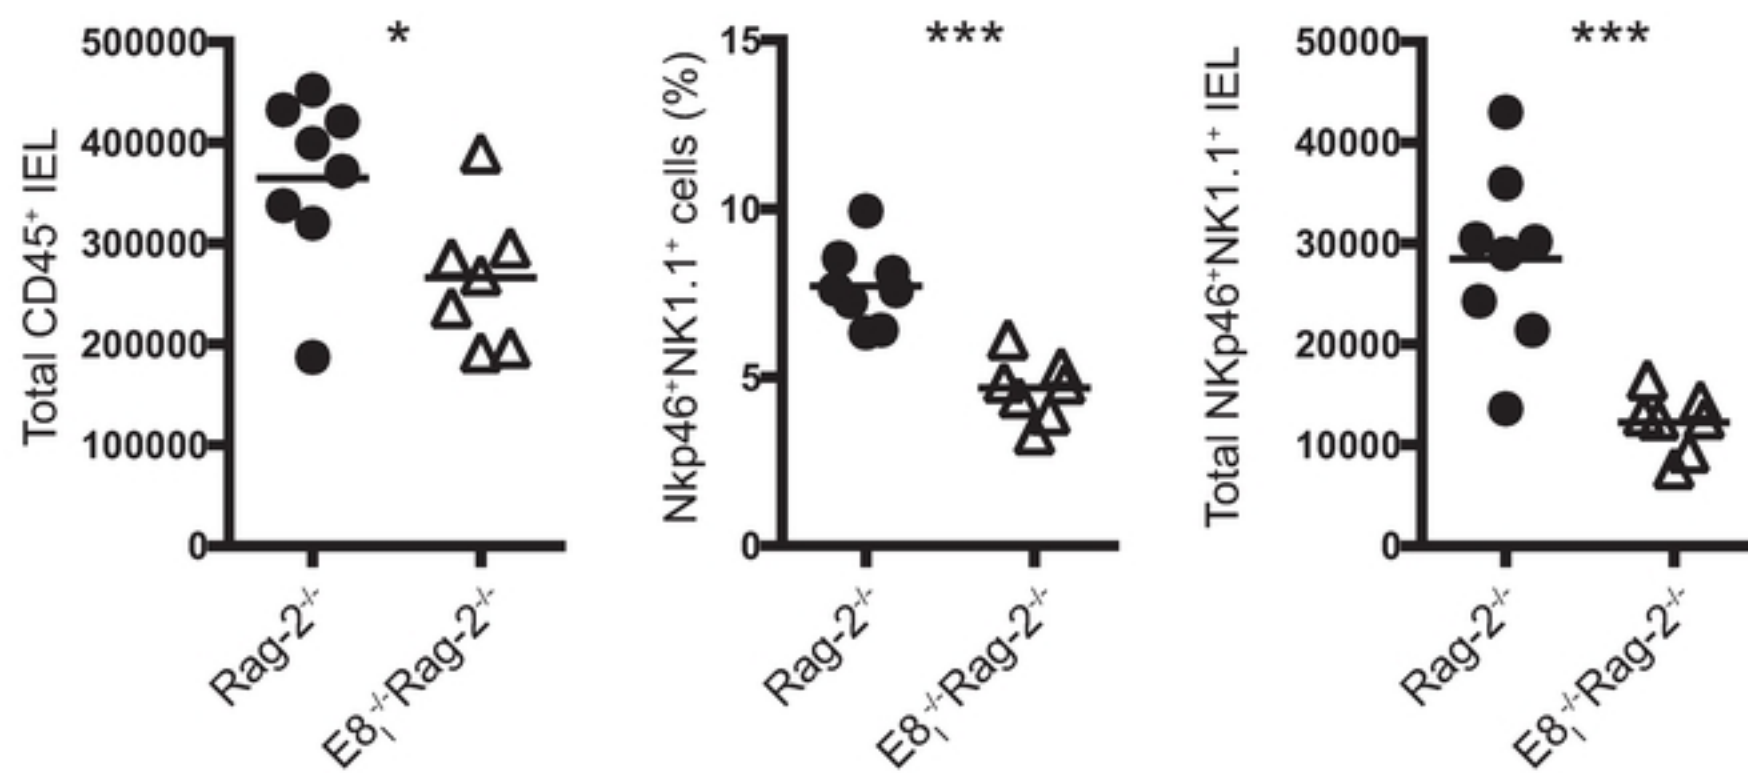 Total CD45⁺ IEL
500000
400000
300000
200000
100000
0
*
Rag-2⁻/⁻
E8ᵢ⁻/⁻Rag-2⁻/⁻
Nkp46⁺NK1.1⁺ cells (%)
15
10
5
0
***
Rag-2⁻/⁻
E8ᵢ⁻/⁻Rag-2⁻/⁻
Total NKp46⁺NK1.1⁺ IEL
50000
40000
30000
20000
10000
0
***
Rag-2⁻/⁻
E8ᵢ⁻/⁻Rag-2⁻/⁻